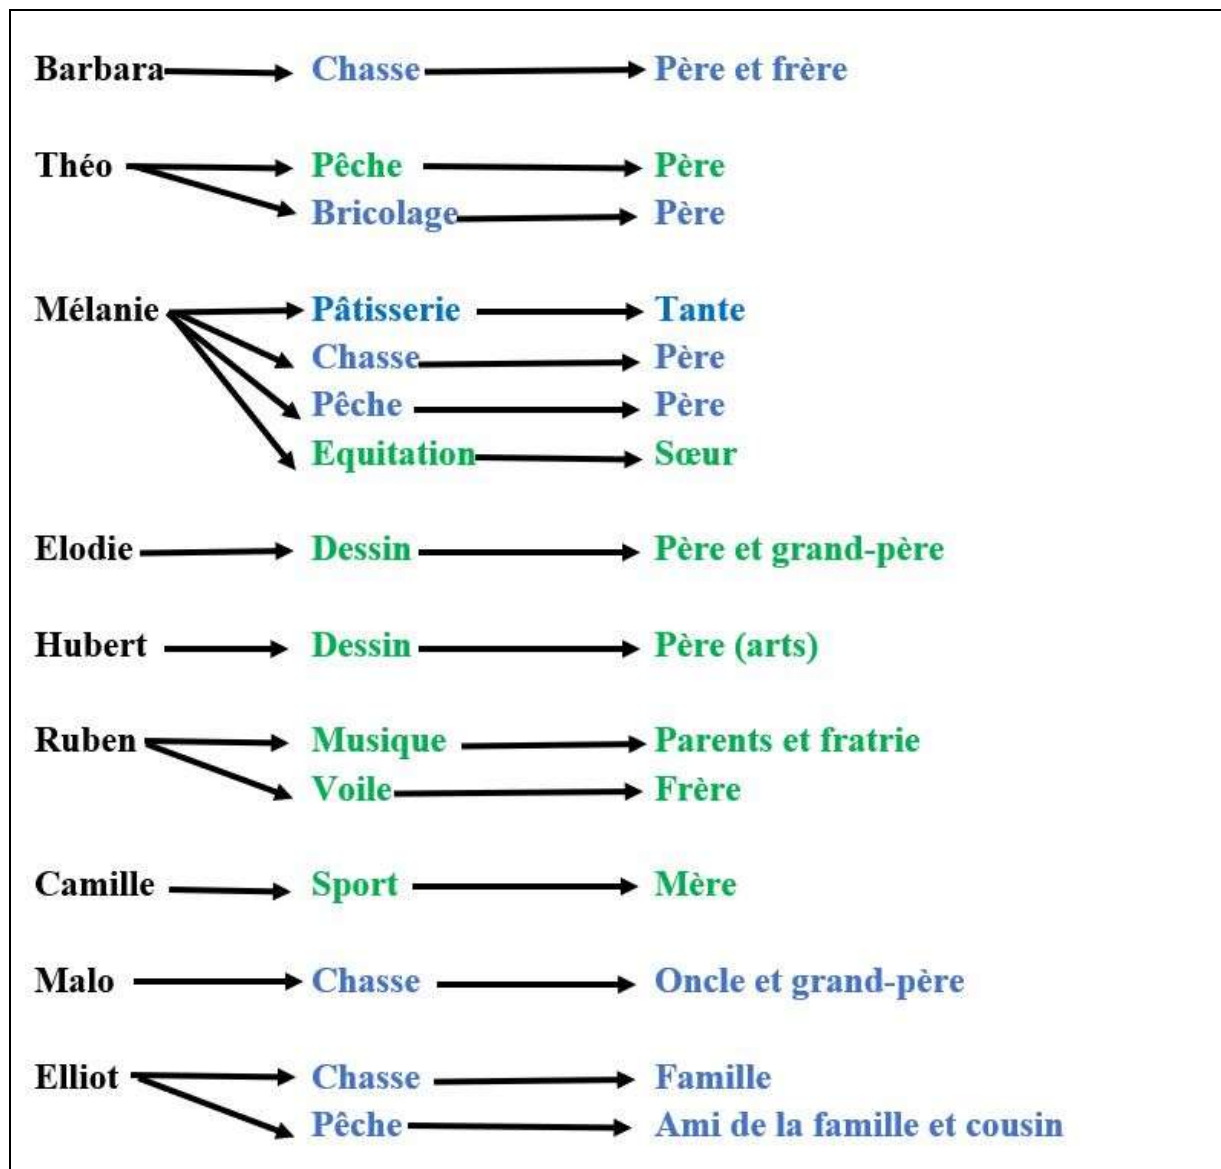 Barbara Chasse Père et frère
Théo Pêche Père
Bricolage Père
Mélanie Pâtisserie Tante
Chasse Père
Pêche Père
Equitation Sœur
Elodie Dessin Père et grand-père
Hubert Dessin Père (arts)
Ruben Musique Parents et fratrie
Voile Frère
Camille Sport Mère
Malo Chasse Oncle et grand-père
Elliot Chasse Famille
Pêche Ami de la famille et cousin